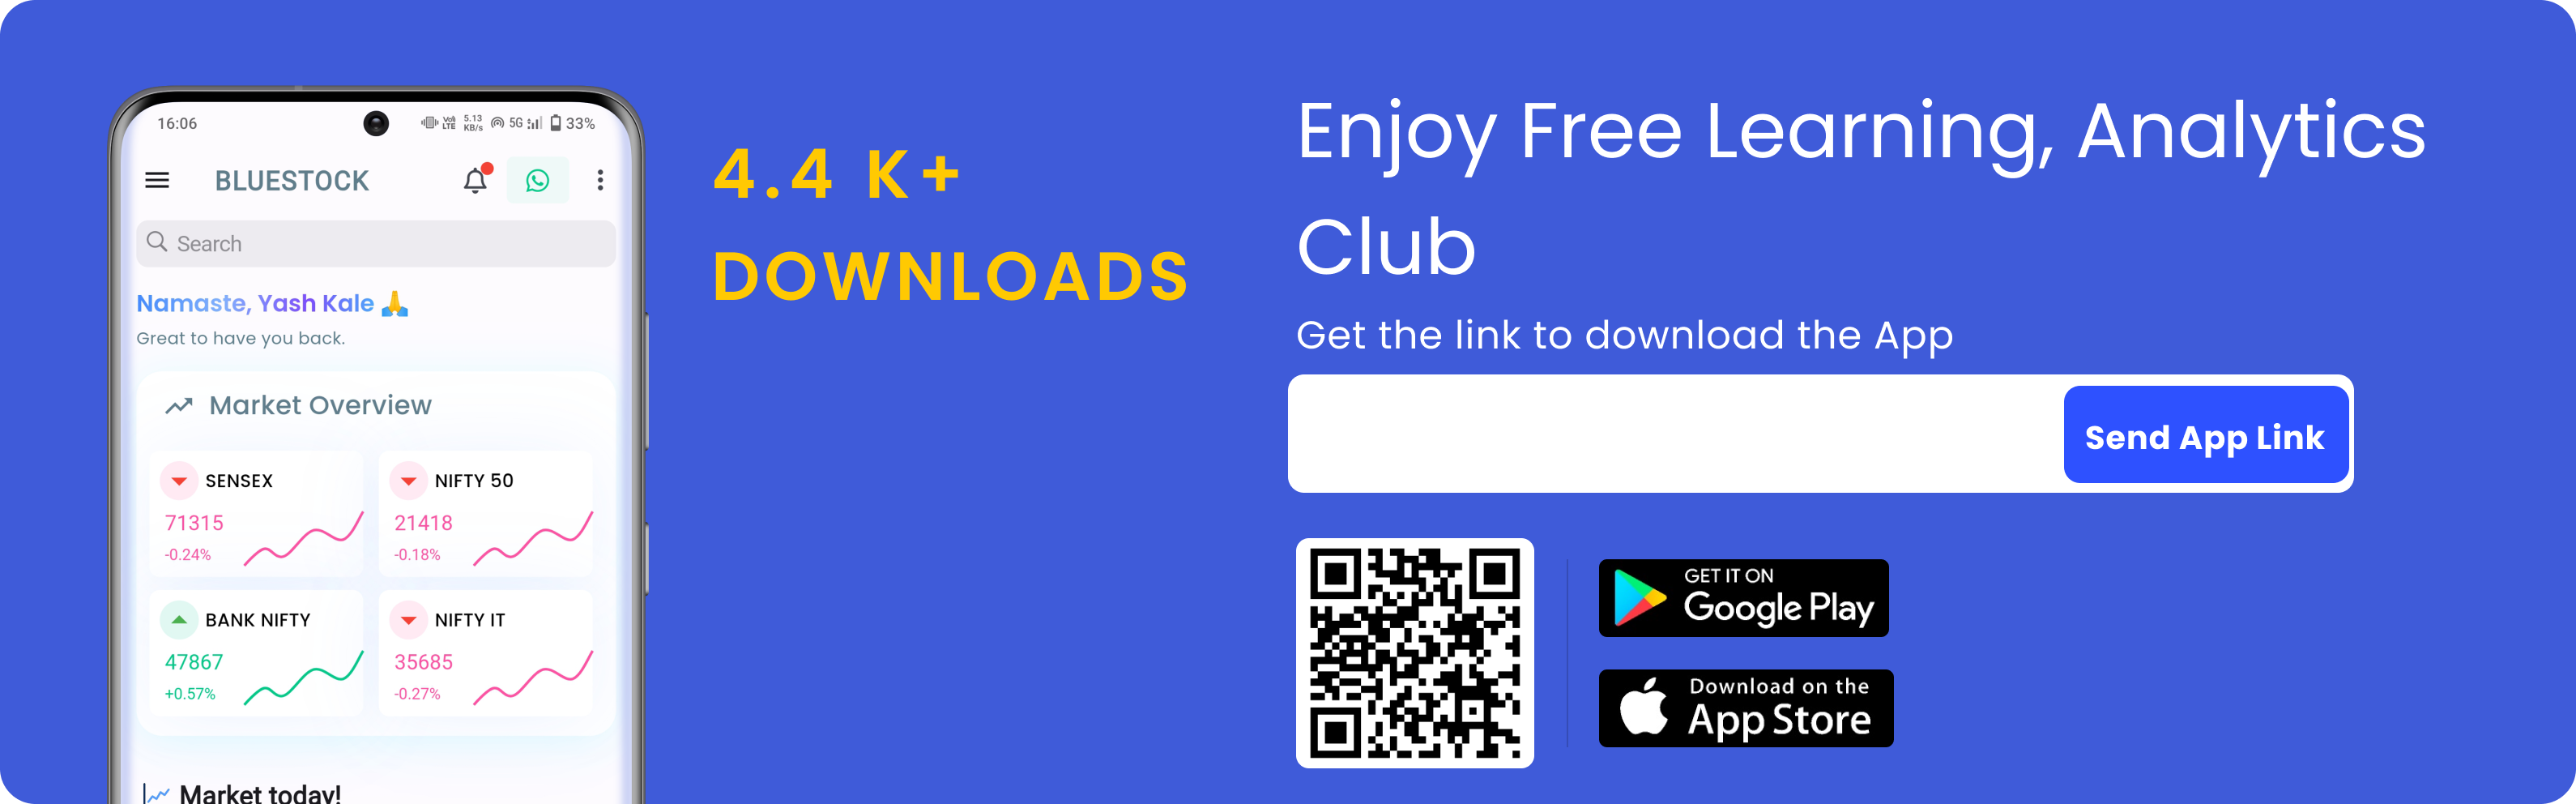 16:06
Vo)) LTE 5.13 KB/s 5G 33%
BLUESTOCK
Search
Namaste, Yash Kale 🙏
Great to have you back.
Market Overview
SENSEX
71315
-0.24%
NIFTY 50
21418
-0.18%
BANK NIFTY
47867
+0.57%
NIFTY IT
35685
-0.27%
Market today!
4.4 K+
DOWNLOADS
Enjoy Free Learning, Analytics
Club
Get the link to download the App
Send App Link
GET IT ON
Google Play
Download on the
App Store